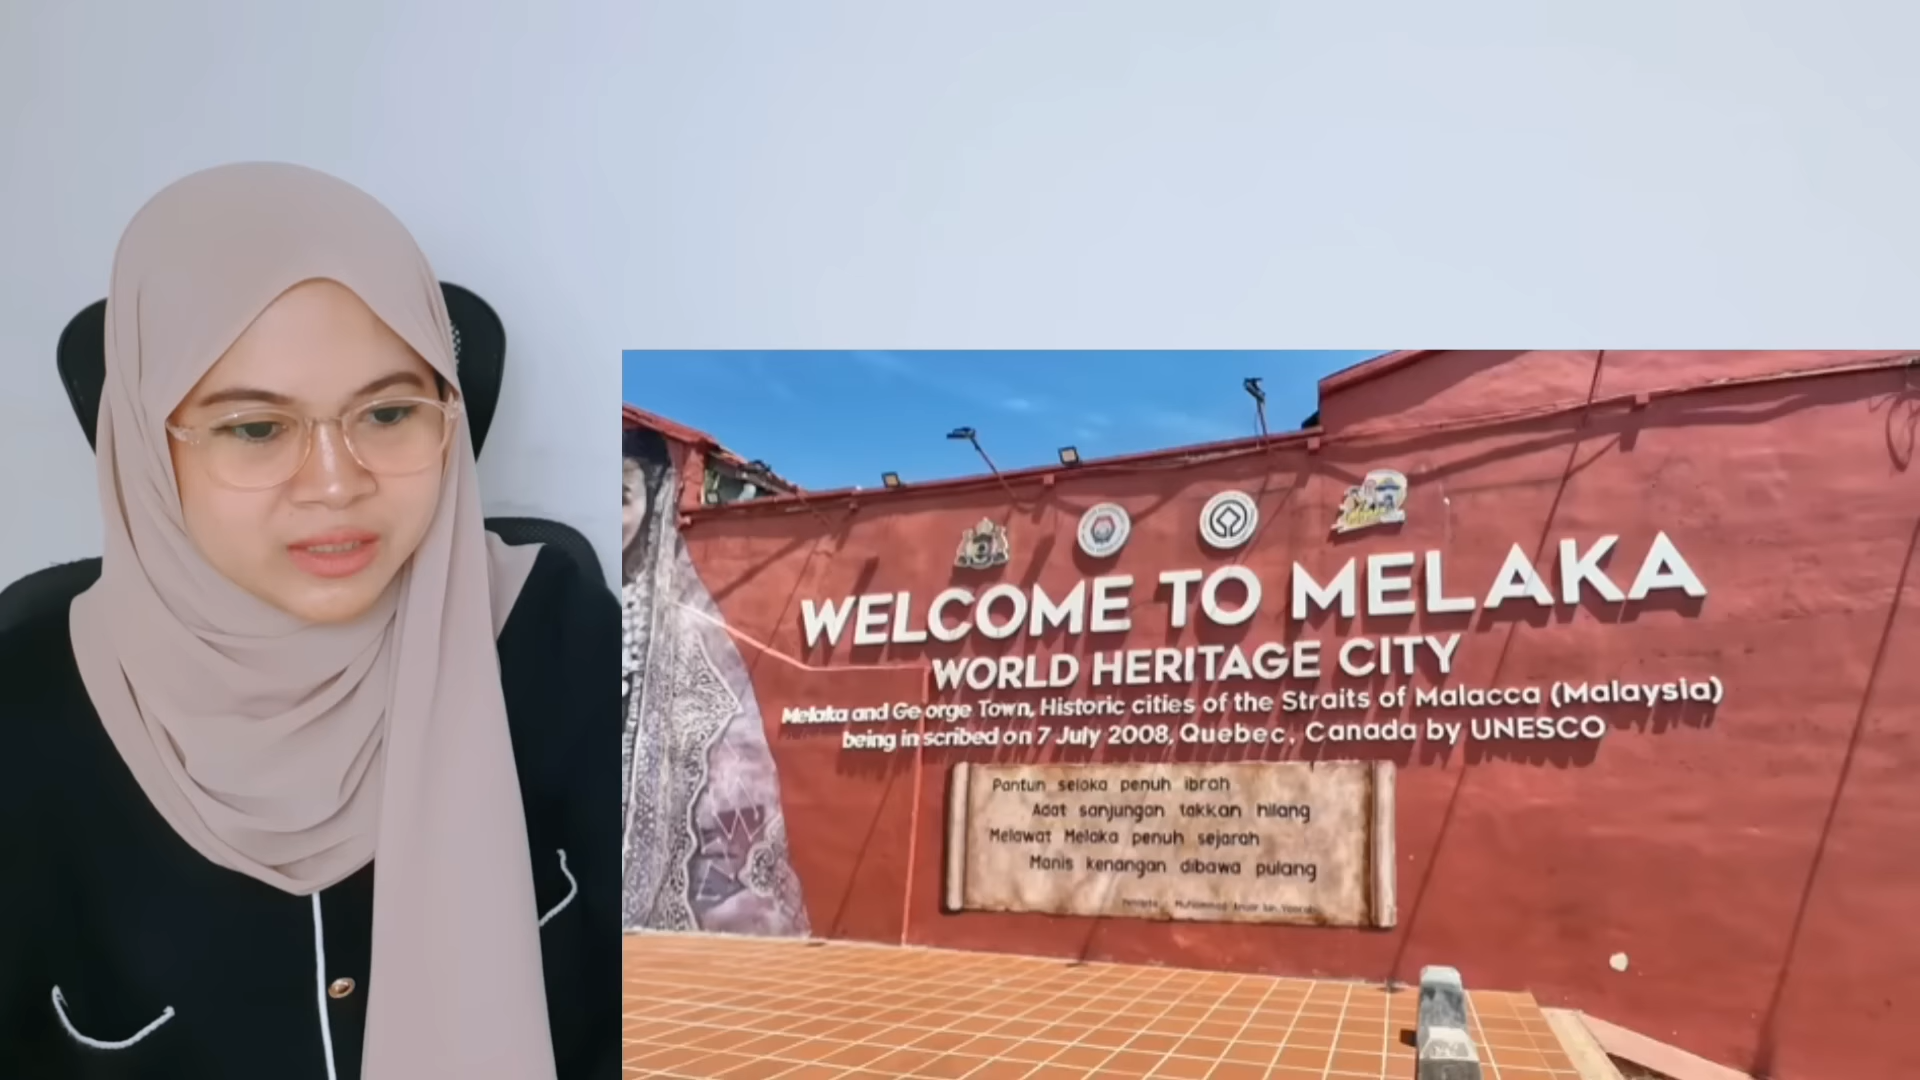 WELCOME TO MELAKA
WORLD HERITAGE CITY
Melaka and George Town, Historic cities of the Straits of Malacca (Malaysia)
being inscribed on 7 July 2008, Quebec, Canada by UNESCO
Pantun seloka penuh ibrah
Adat sanjungan takkan hilang
Melawat Melaka penuh sejarah
Manis kenangan dibawa pulang